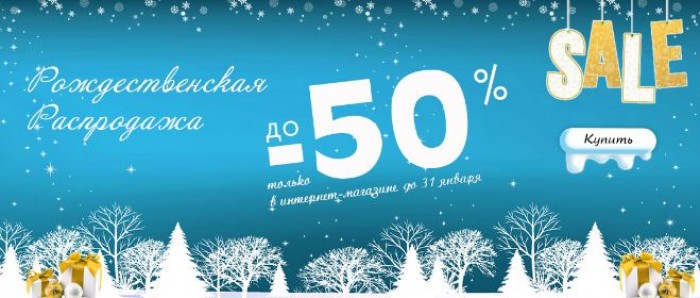 Рождественская
Распродажа
до
-50%
только
в интернет-магазине до 31 января
SALE
Купить